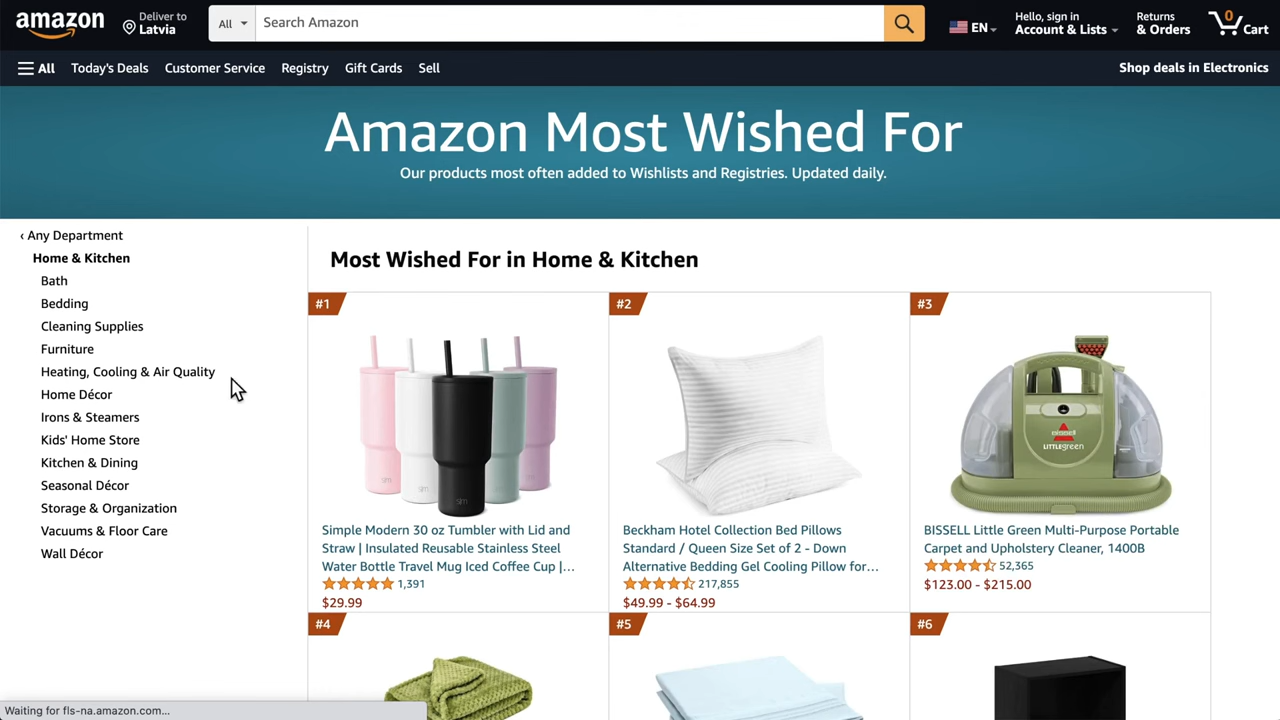 amazon
Deliver to
Latvia
All
Search Amazon
EN
Hello, sign in
Account & Lists
Returns
& Orders
0
Cart
All
Today's Deals
Customer Service
Registry
Gift Cards
Sell
Shop deals in Electronics
Amazon Most Wished For
Our products most often added to Wishlists and Registries. Updated daily.
‹ Any Department
Home & Kitchen
Bath
Bedding
Cleaning Supplies
Furniture
Heating, Cooling & Air Quality
Home Décor
Irons & Steamers
Kids' Home Store
Kitchen & Dining
Seasonal Décor
Storage & Organization
Vacuums & Floor Care
Wall Décor
Most Wished For in Home & Kitchen
#1
Simple Modern 30 oz Tumbler with Lid and
Straw | Insulated Reusable Stainless Steel
Water Bottle Travel Mug Iced Coffee Cup |...
1,391
$29.99
#2
Beckham Hotel Collection Bed Pillows
Standard / Queen Size Set of 2 - Down
Alternative Bedding Gel Cooling Pillow for...
217,855
$49.99 - $64.99
#3
BISSELL
LITTLEgreen
BISSELL Little Green Multi-Purpose Portable
Carpet and Upholstery Cleaner, 1400B
52,365
$123.00 - $215.00
#4
#5
#6
Waiting for fls-na.amazon.com...